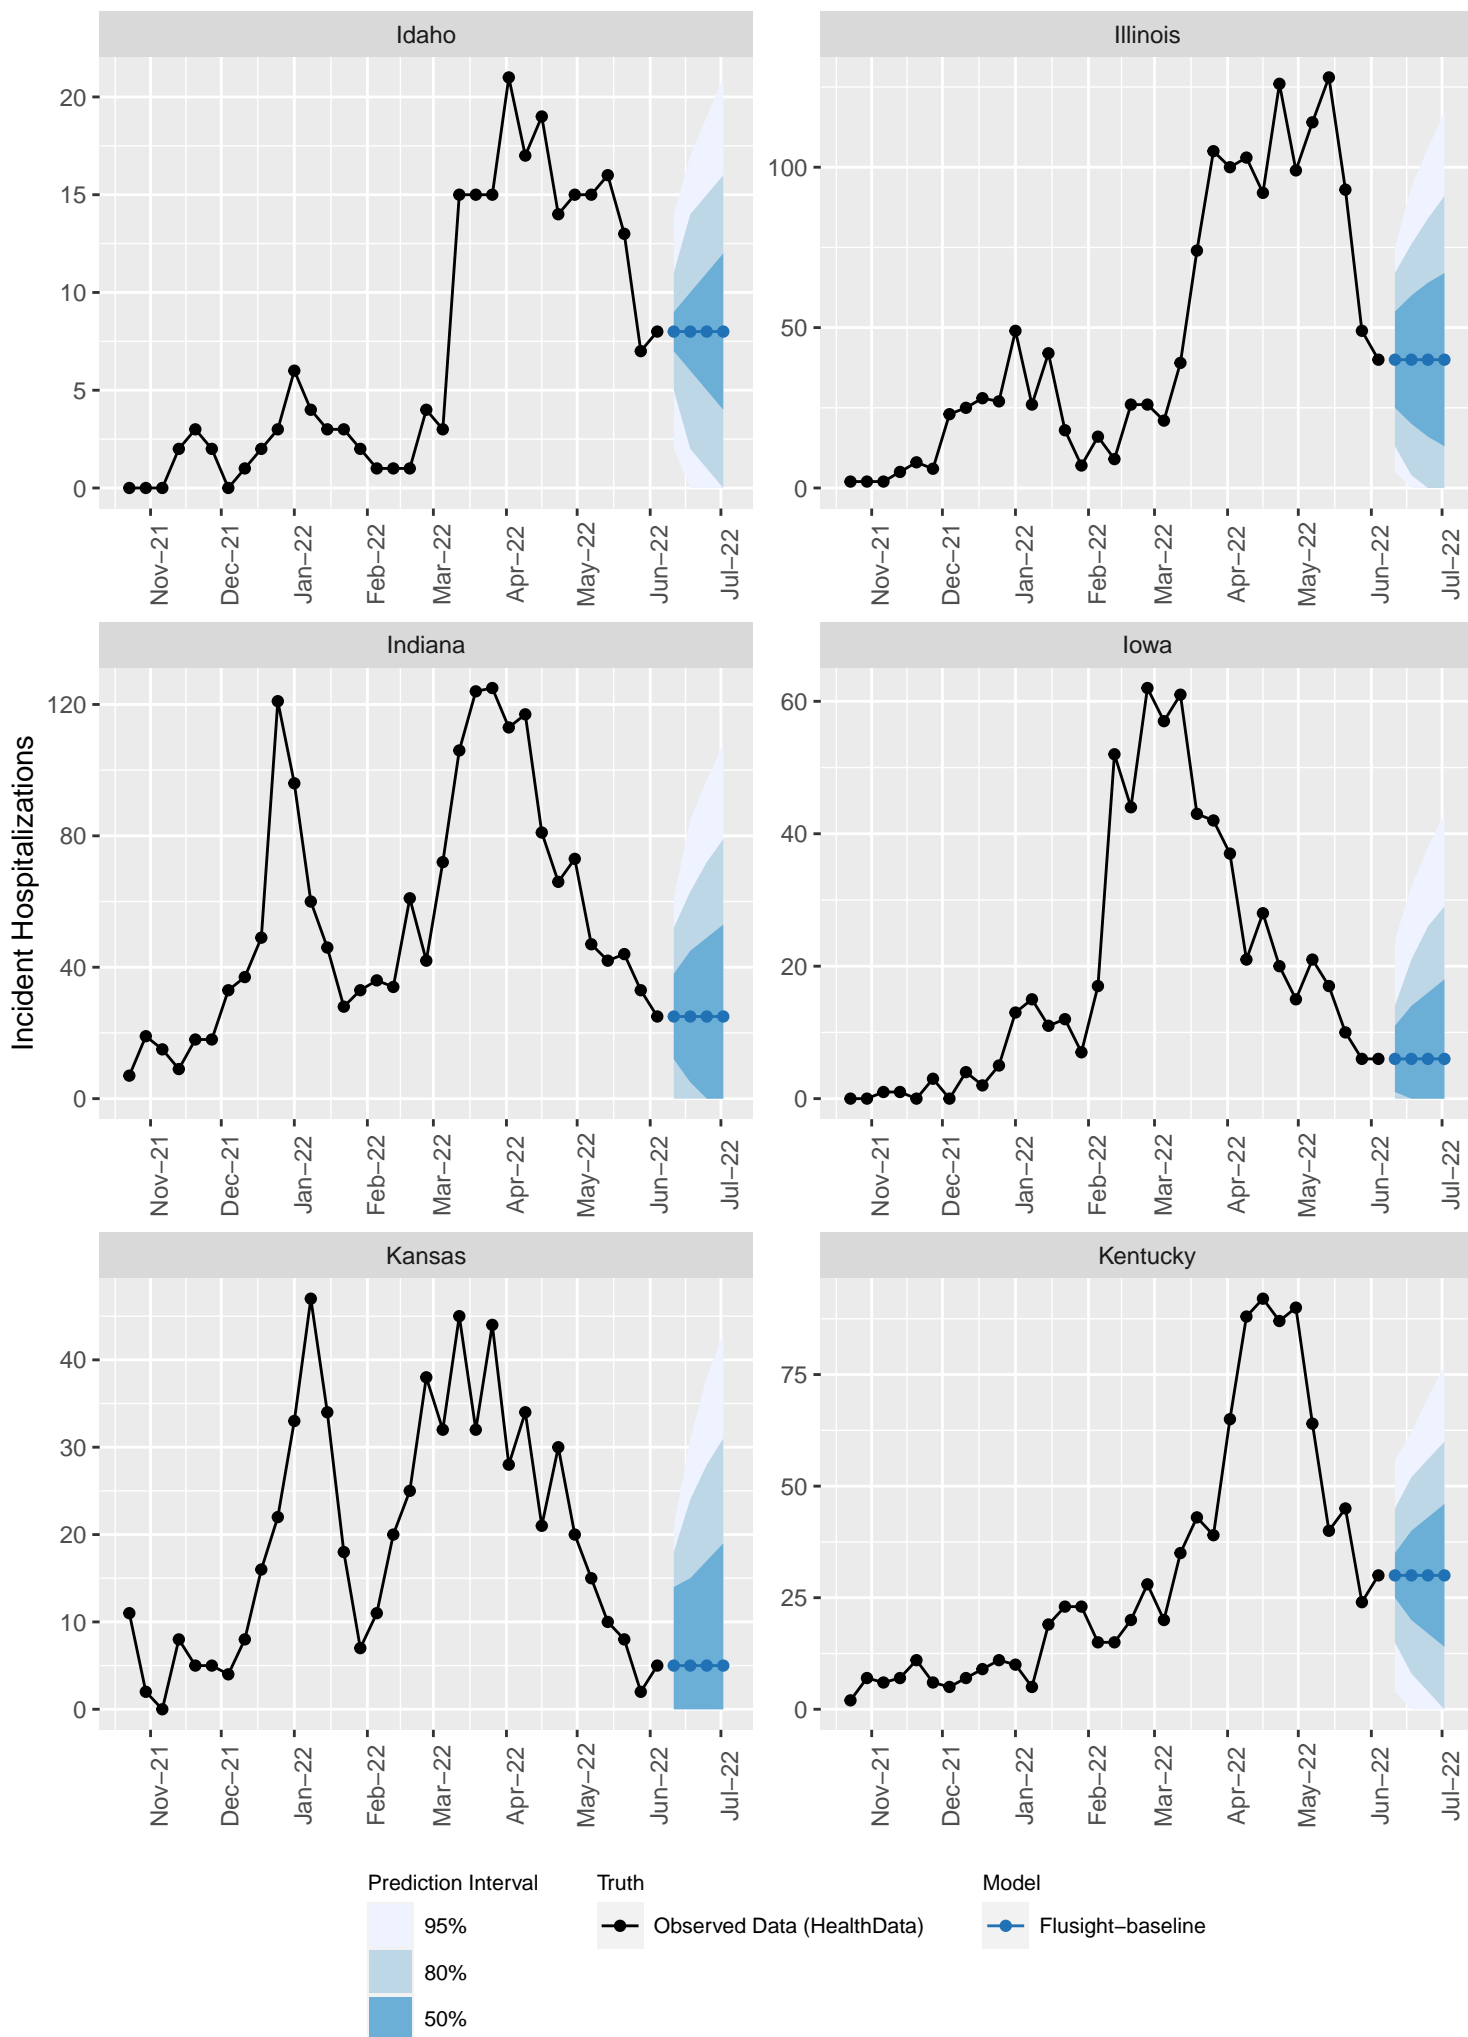 Idaho
Illinois
20
15
10
5
0
100
50
0
Nov−21
Dec−21
Jan−22
Feb−22
Mar−22
Apr−22
May−22
Jun−22
Jul−22
Nov−21
Dec−21
Jan−22
Feb−22
Mar−22
Apr−22
May−22
Jun−22
Jul−22
Incident Hospitalizations
Indiana
Iowa
120
80
40
0
60
40
20
0
Nov−21
Dec−21
Jan−22
Feb−22
Mar−22
Apr−22
May−22
Jun−22
Jul−22
Nov−21
Dec−21
Jan−22
Feb−22
Mar−22
Apr−22
May−22
Jun−22
Jul−22
Kansas
Kentucky
40
30
20
10
0
75
50
25
0
Nov−21
Dec−21
Jan−22
Feb−22
Mar−22
Apr−22
May−22
Jun−22
Jul−22
Nov−21
Dec−21
Jan−22
Feb−22
Mar−22
Apr−22
May−22
Jun−22
Jul−22
Prediction Interval
95%
80%
50%
Truth
Observed Data (HealthData)
Model
Flusight−baseline